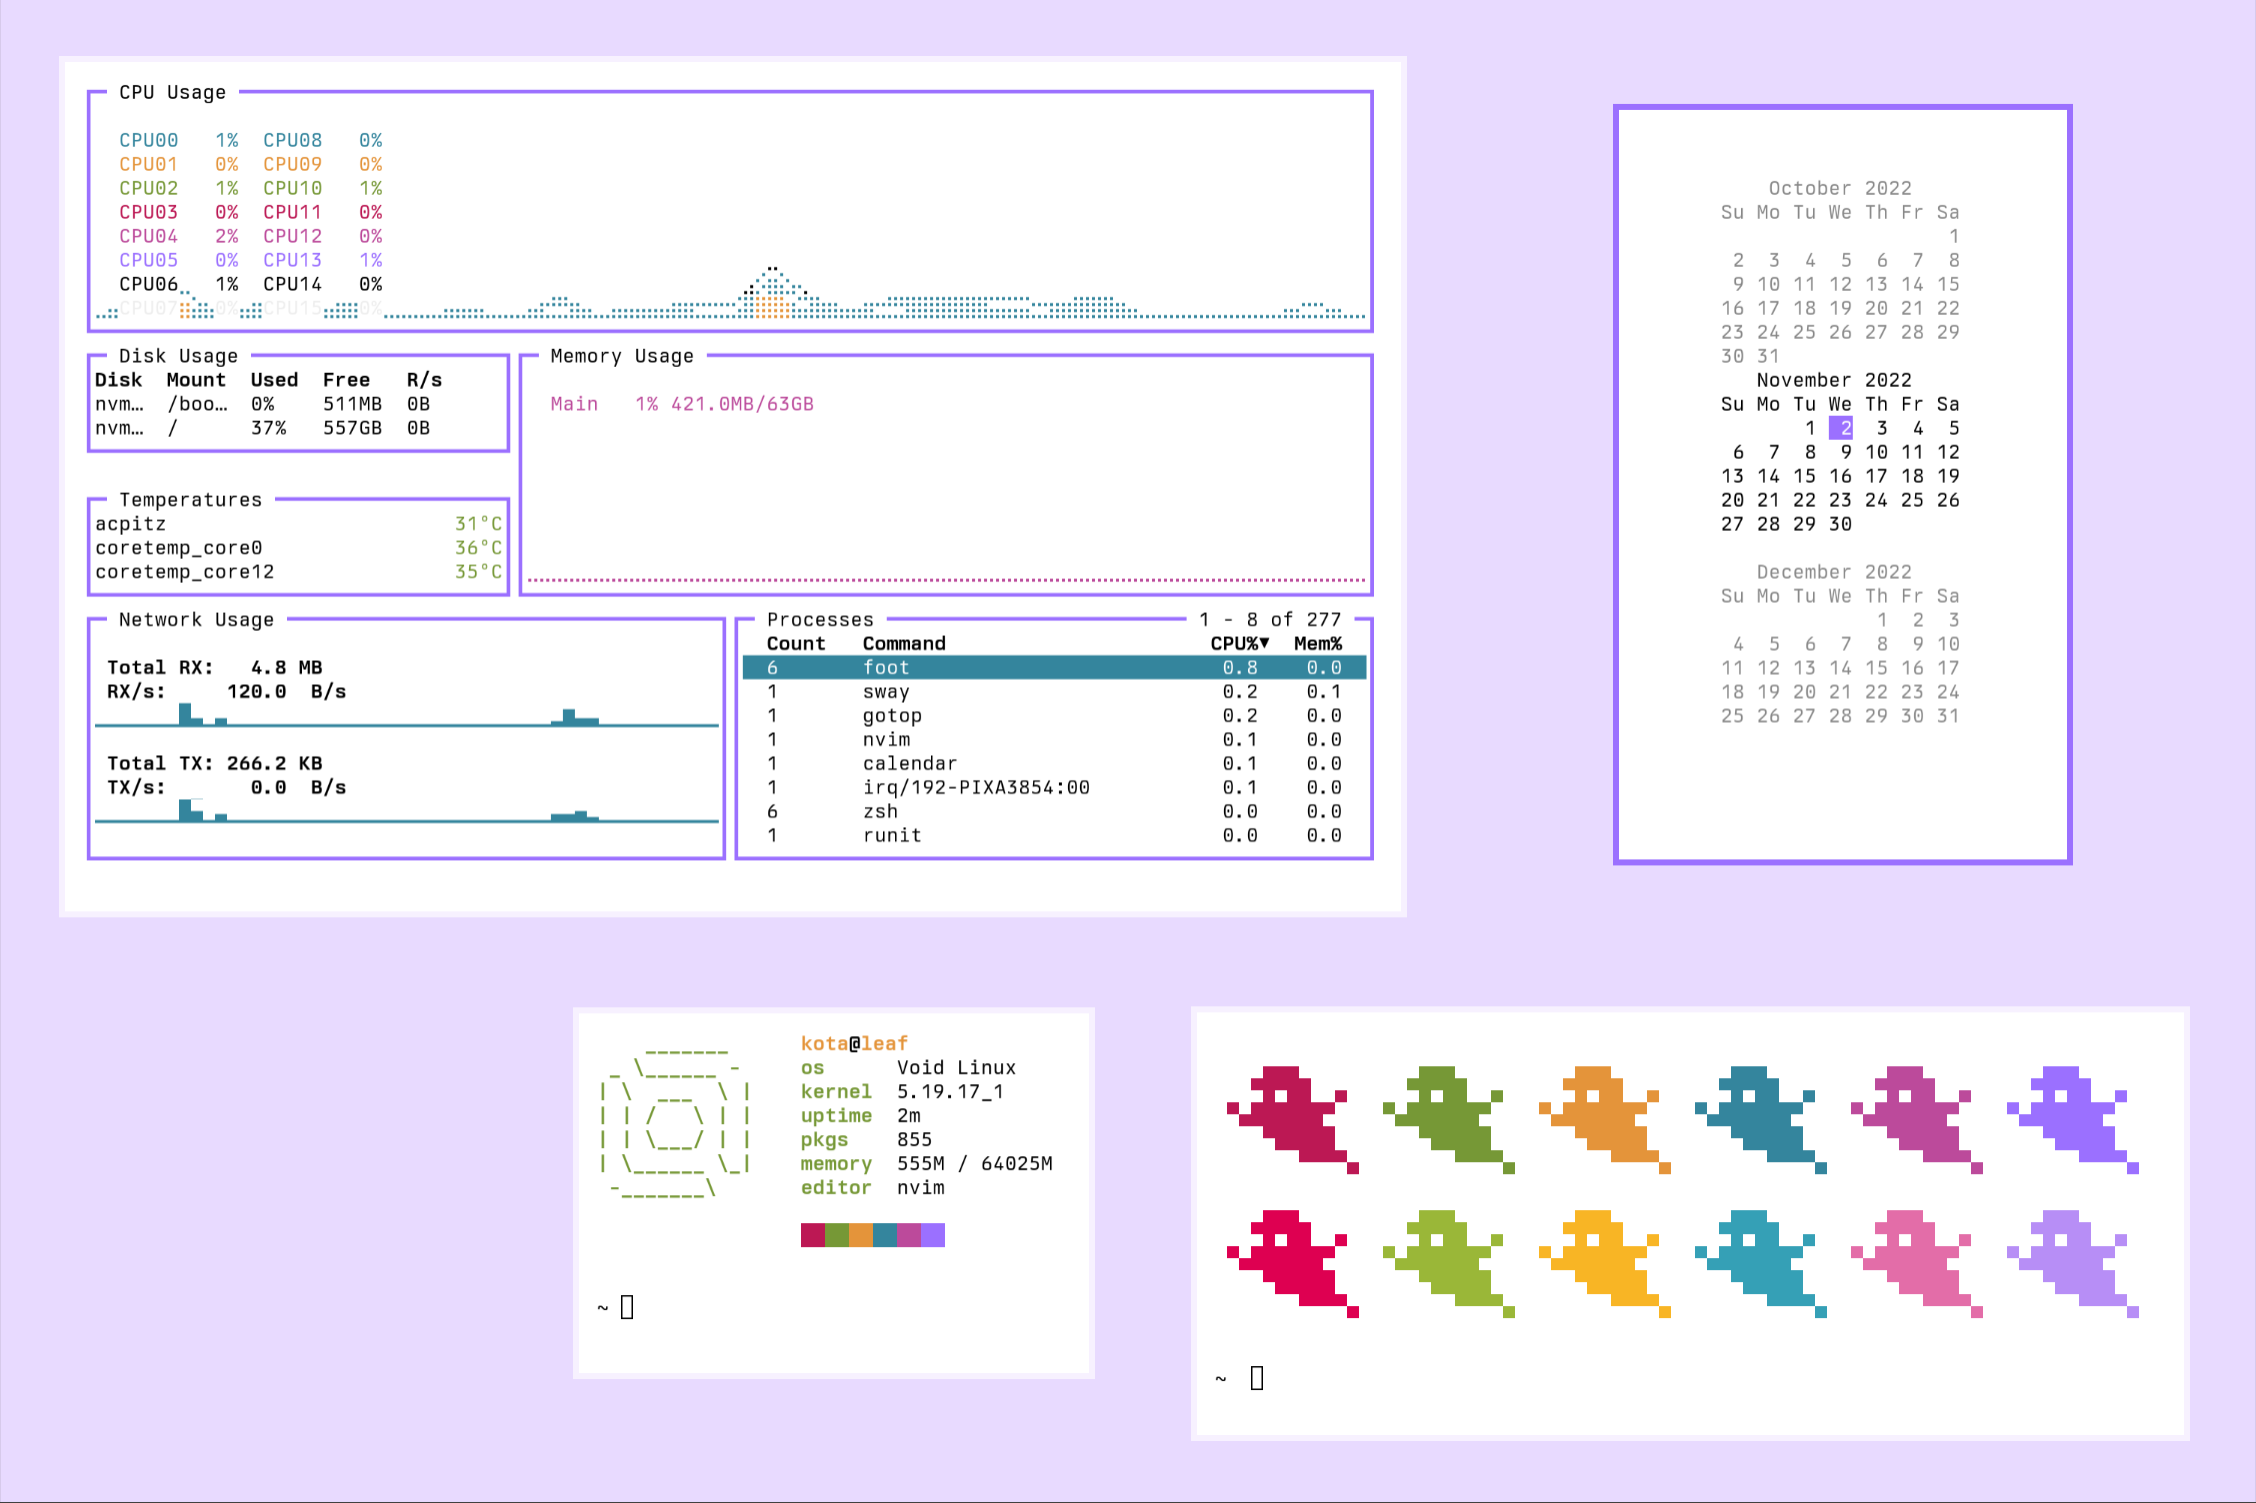 CPU Usage
CPU00 1% CPU08 0%
CPU01 0% CPU09 0%
CPU02 1% CPU10 1%
CPU03 0% CPU11 0%
CPU04 2% CPU12 0%
CPU05 0% CPU13 1%
CPU06 1% CPU14 0%
CPU07 0% CPU15 0%
Disk Usage
Disk Mount Used Free R/s
nvm… /boo… 0% 511MB 0B
nvm… / 37% 557GB 0B
Memory Usage
Main 1% 421.0MB/63GB
Temperatures
acpitz 31°C
coretemp_core0 36°C
coretemp_core12 35°C
Network Usage
Total RX: 4.8 MB
RX/s: 120.0 B/s
Total TX: 266.2 KB
TX/s: 0.0 B/s
Processes 1 - 8 of 277
Count Command CPU%▼ Mem%
6 foot 0.8 0.0
1 sway 0.2 0.1
1 gotop 0.2 0.0
1 nvim 0.1 0.0
1 calendar 0.1 0.0
1 irq/192-PIXA3854:00 0.1 0.0
6 zsh 0.0 0.0
1 runit 0.0 0.0
October 2022
Su Mo Tu We Th Fr Sa
1
2 3 4 5 6 7 8
9 10 11 12 13 14 15
16 17 18 19 20 21 22
23 24 25 26 27 28 29
30 31
November 2022
Su Mo Tu We Th Fr Sa
1 2 3 4 5
6 7 8 9 10 11 12
13 14 15 16 17 18 19
20 21 22 23 24 25 26
27 28 29 30
December 2022
Su Mo Tu We Th Fr Sa
1 2 3
4 5 6 7 8 9 10
11 12 13 14 15 16 17
18 19 20 21 22 23 24
25 26 27 28 29 30 31
kota@leaf
os Void Linux
kernel 5.19.17_1
uptime 2m
pkgs 855
memory 555M / 64025M
editor nvim
~
~